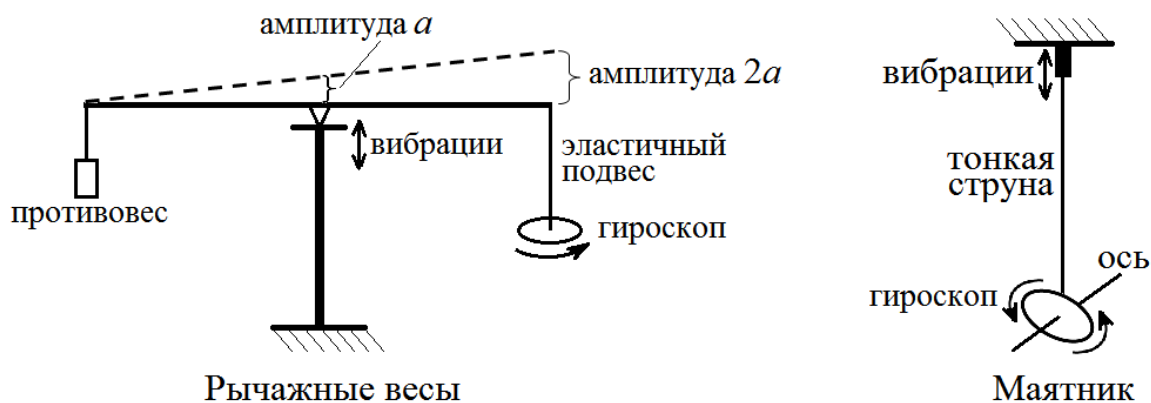 амплитуда a
амплитуда 2a
вибрации
эластичный
подвес
противовес
гироскоп
Рычажные весы
вибрации
тонкая
струна
ось
гироскоп
Маятник